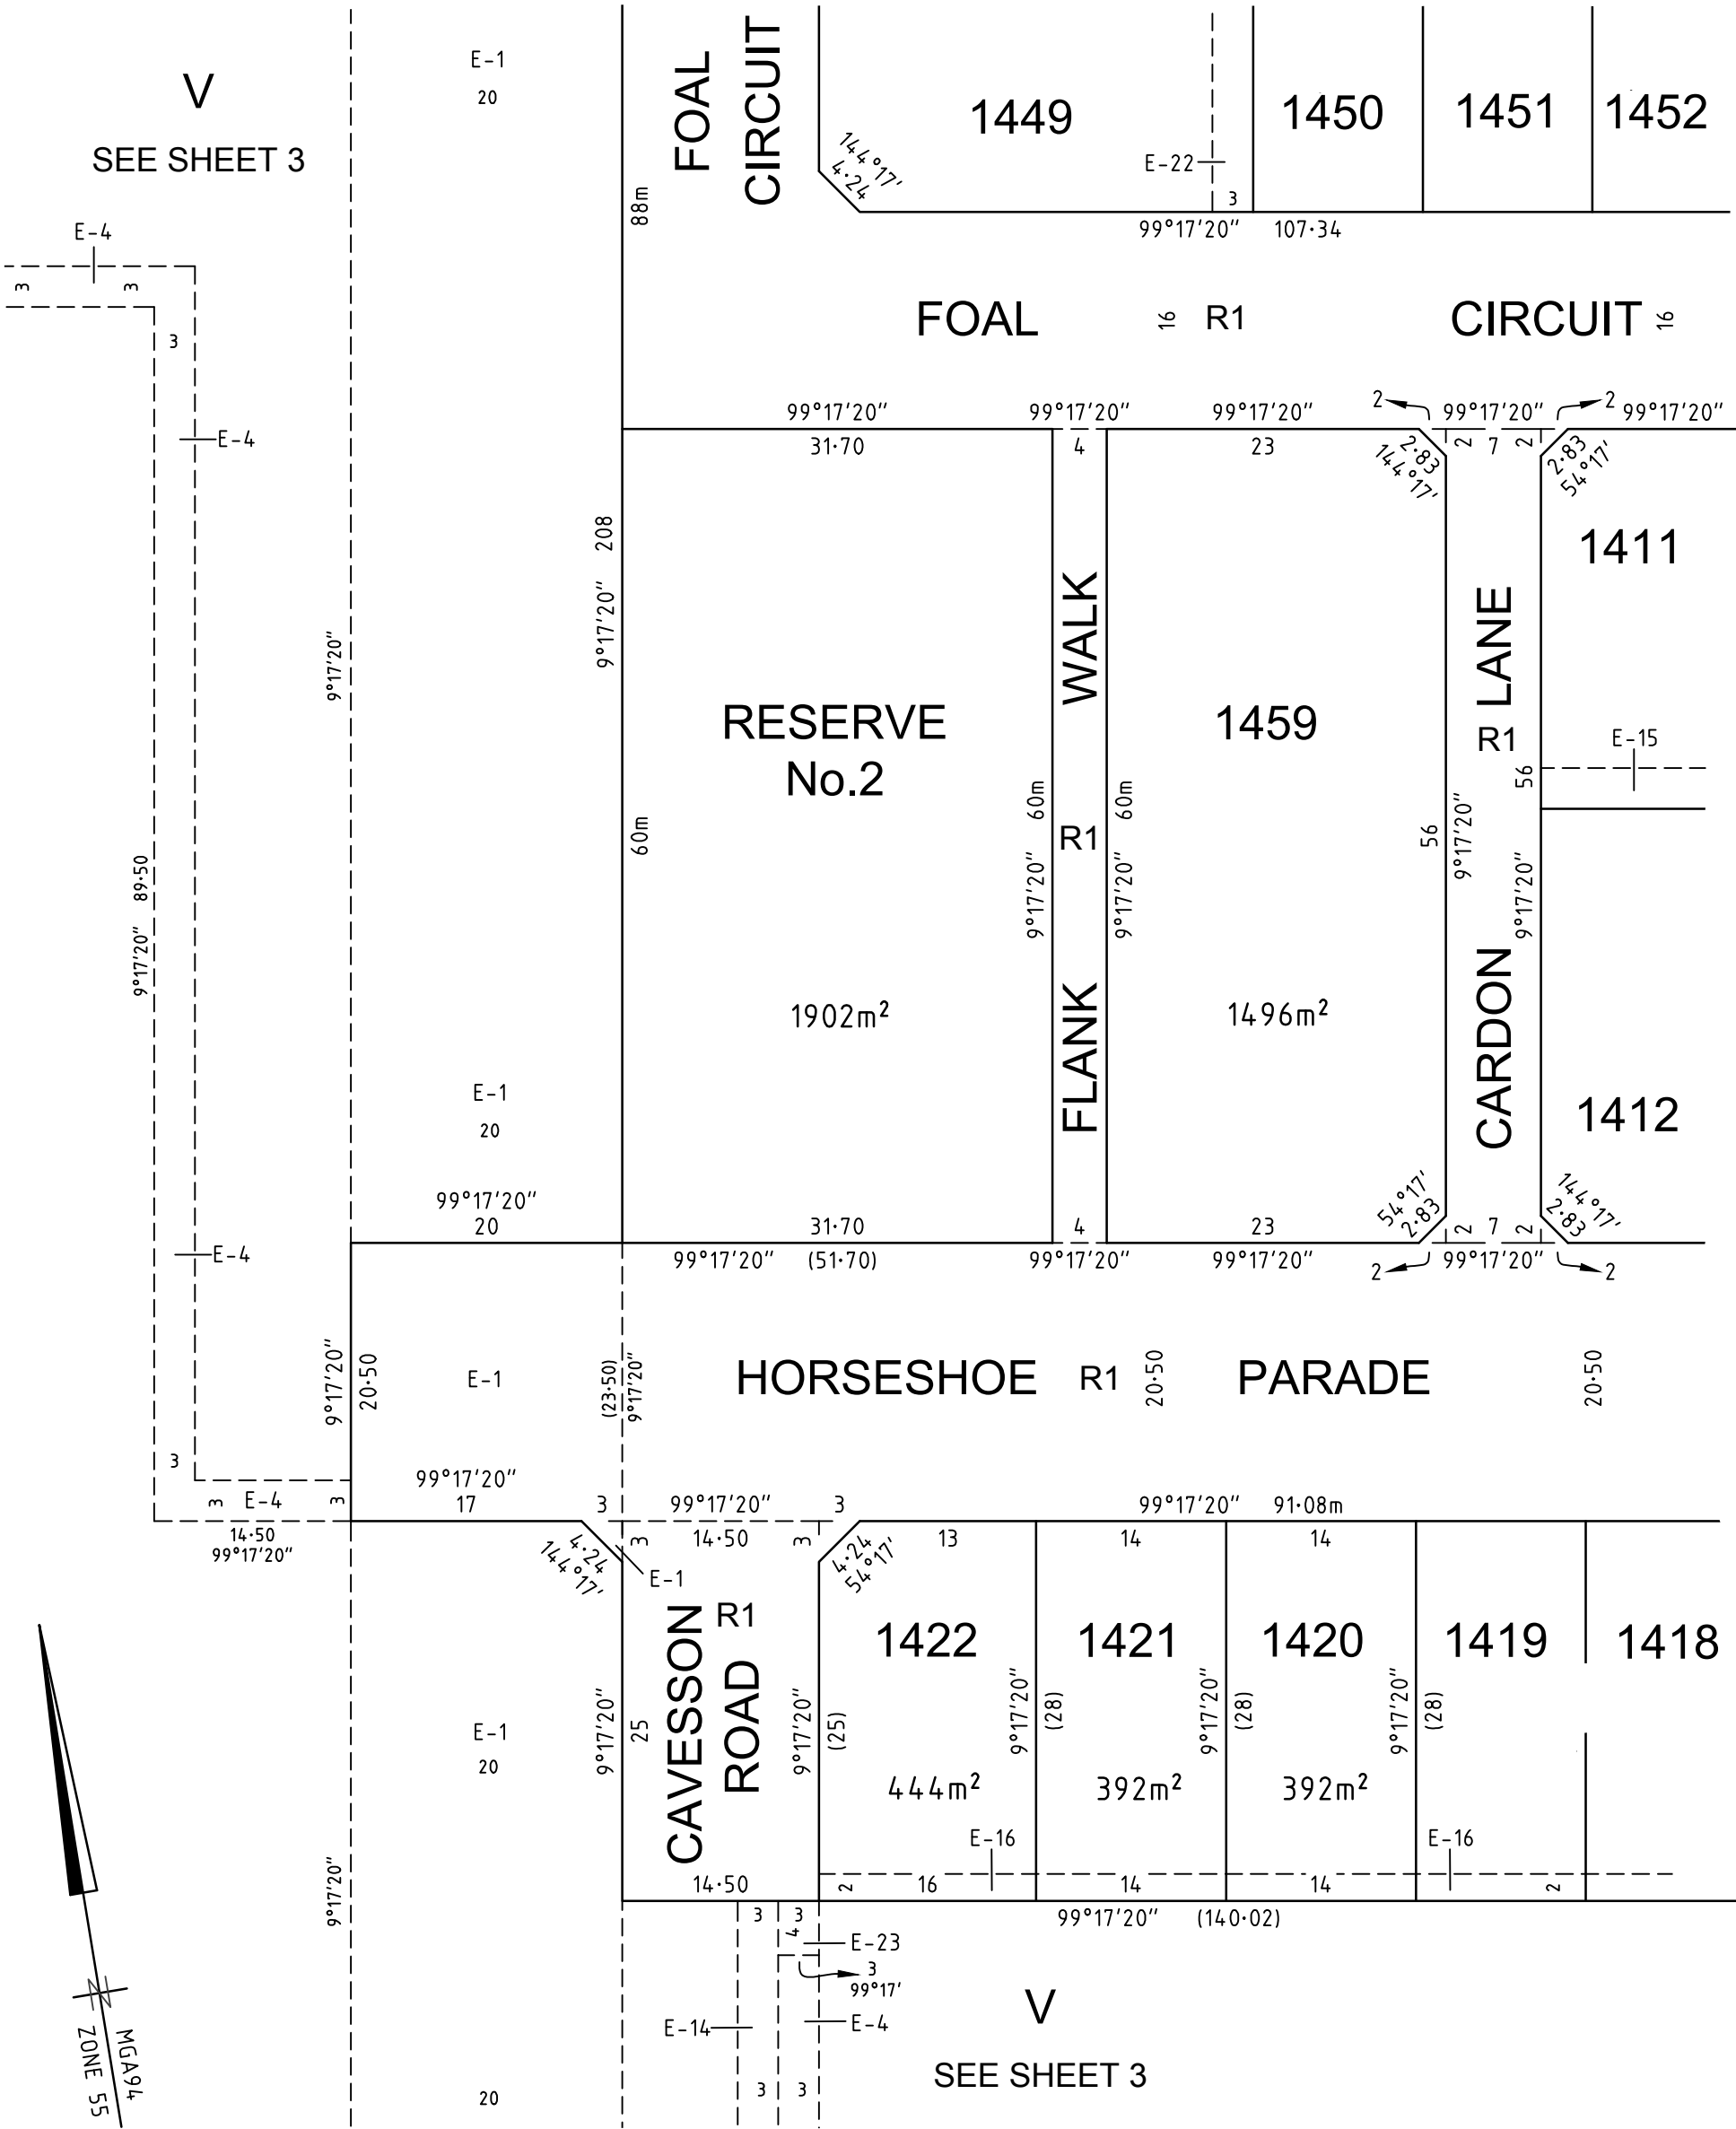 V
SEE SHEET 3
E-1
20
FOAL
CIRCUIT
88m
144°17'
4·24
1449
E-22
3
1450
1451
1452
99°17'20" 107·34
E-4
3
3
3
E-4
FOAL
16
R1
CIRCUIT
16
99°17'20"
31·70
99°17'20"
4
99°17'20"
23
2
99°17'20"
2
99°17'20"
2
7
2
2·83
144°17'
2·83
54°17'
9°17'20"
9°17'20" 208
60m
RESERVE
No.2
1902m²
FLANK WALK
R1
9°17'20" 60m
9°17'20" 60m
1459
1496m²
56
9°17'20"
CARDON LANE
R1
9°17'20" 56
1411
E-15
1412
9°17'20" 89·50
E-1
20
99°17'20"
20
31·70
99°17'20" (51·70)
4
99°17'20"
23
99°17'20"
54°17'
2·83
2
7
2
144°17'
2·83
2
99°17'20"
2
E-4
9°17'20"
20·50
E-1
(23·50)
9°17'20"
HORSESHOE R1
20·50
PARADE
20·50
3
3
E-4
3
14·50
99°17'20"
99°17'20"
17
3
99°17'20"
3
3
14·50
3
4·24
144°17'
E-1
4·24
54°17'
99°17'20" 91·08m
13
14
14
CAVESSON
ROAD
R1
1422
1421
1420
1419
1418
E-1
20
9°17'20"
25
9°17'20"
(25)
9°17'20"
(28)
9°17'20"
(28)
9°17'20"
(28)
444m²
392m²
392m²
E-16
E-16
9°17'20"
14·50
2
16
14
14
2
99°17'20" (140·02)
3
3
4
E-23
3
99°17'
E-14
E-4
3
3
20
V
SEE SHEET 3
MGA94
ZONE 55